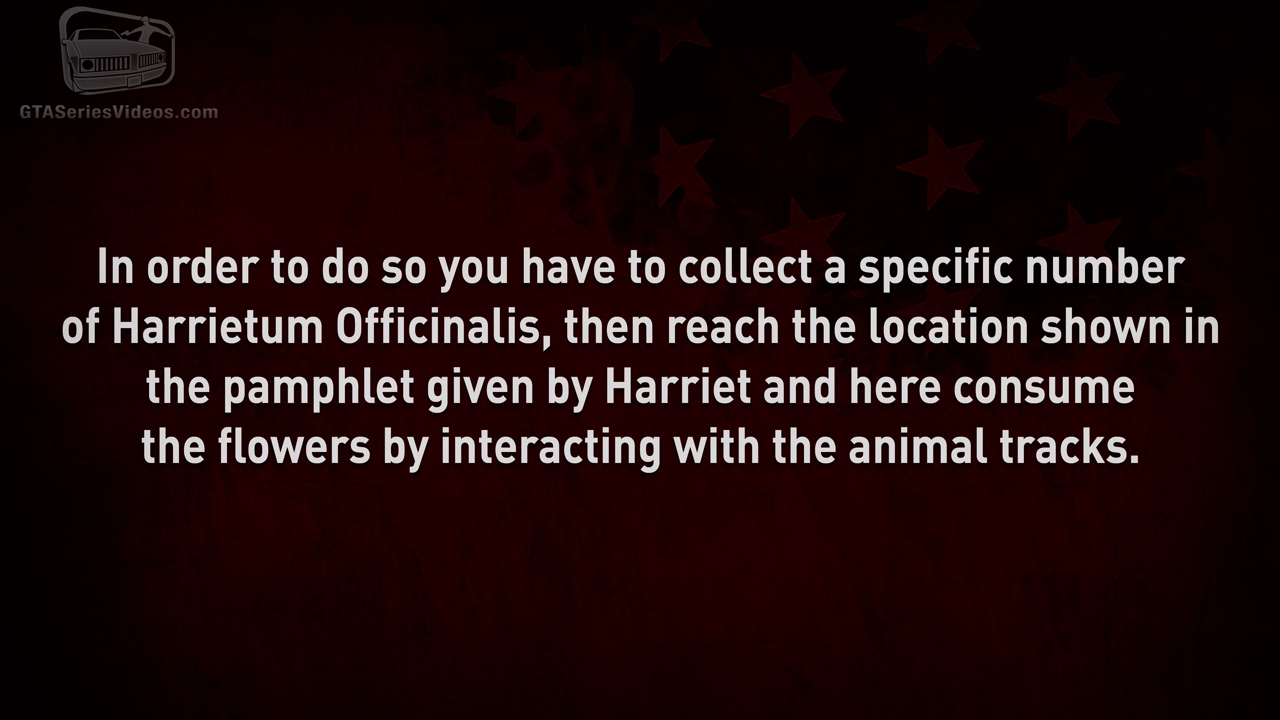 GTASeriesVideos.com
In order to do so you have to collect a specific number
of Harrietum Officinalis, then reach the location shown in
the pamphlet given by Harriet and here consume
the flowers by interacting with the animal tracks.